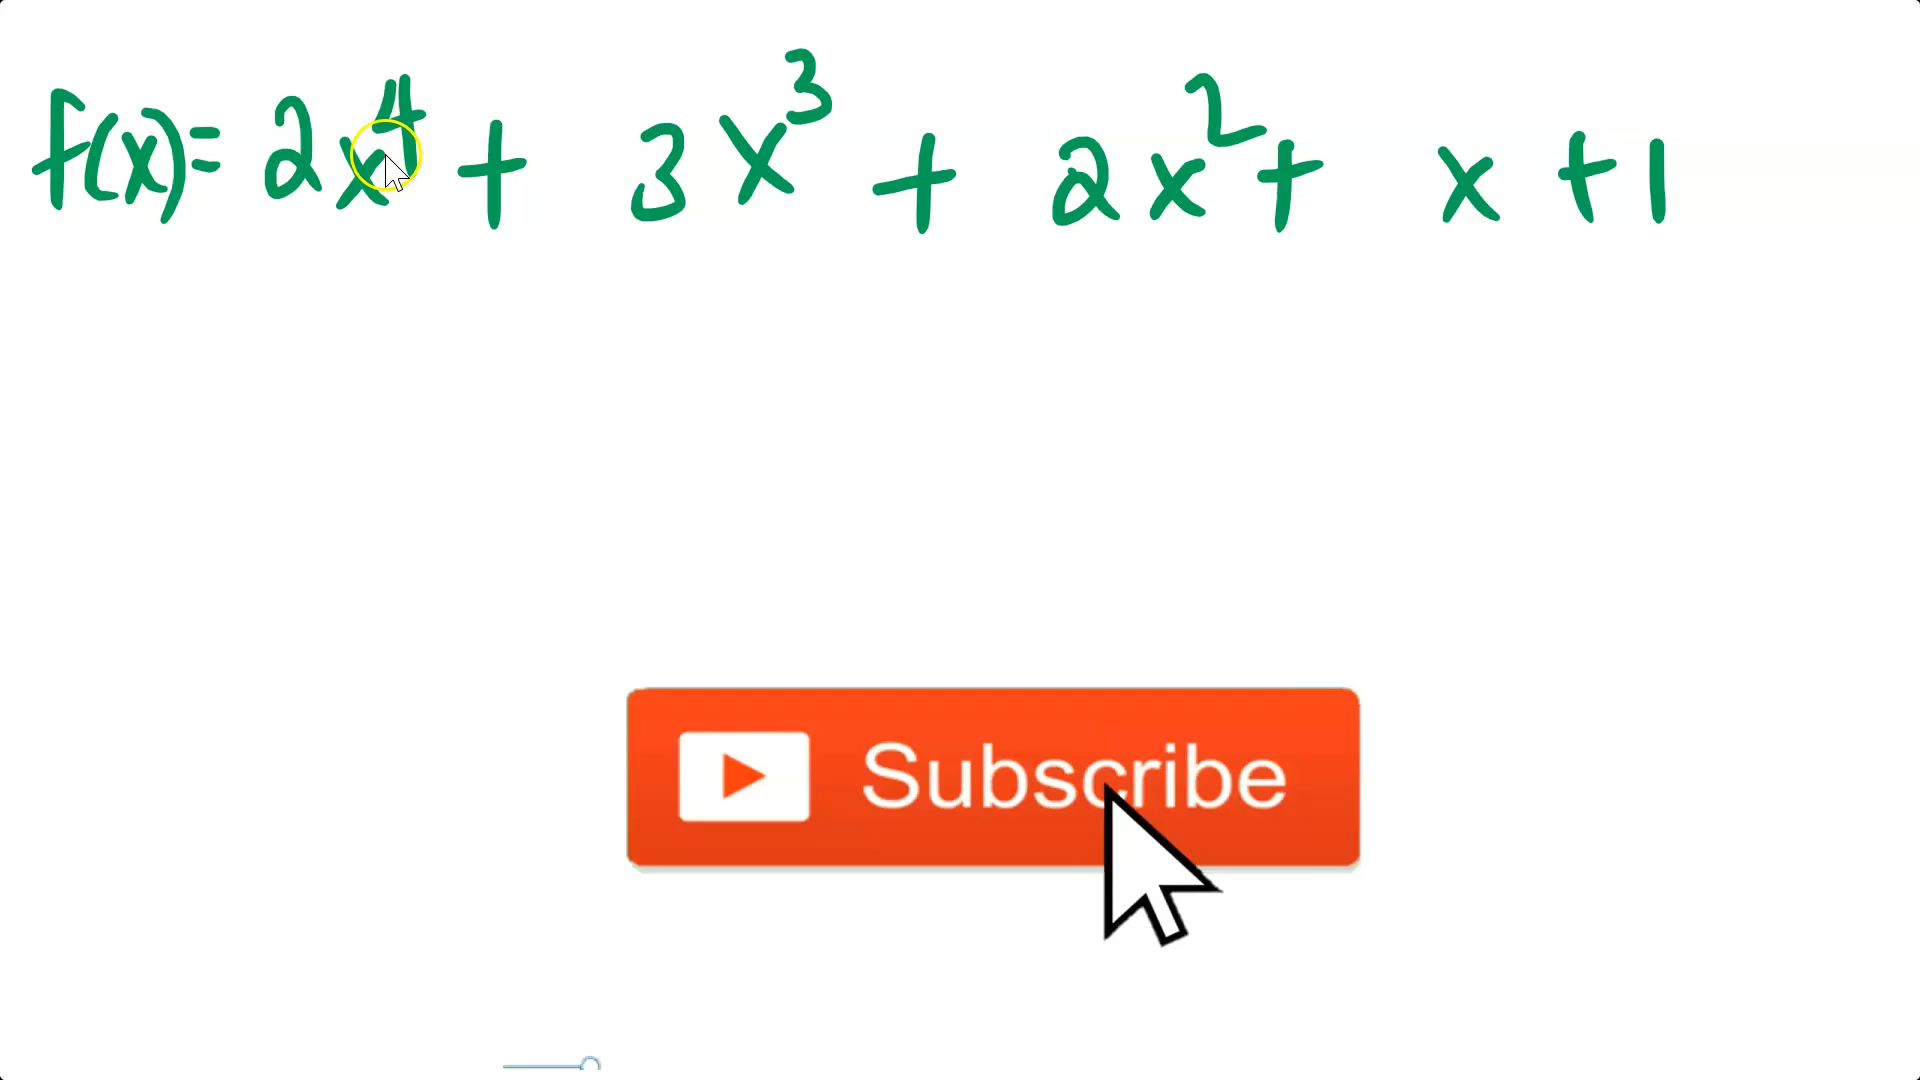 f(x)= 2x⁴ + 3x³ + 2x² + x + 1
Subscribe